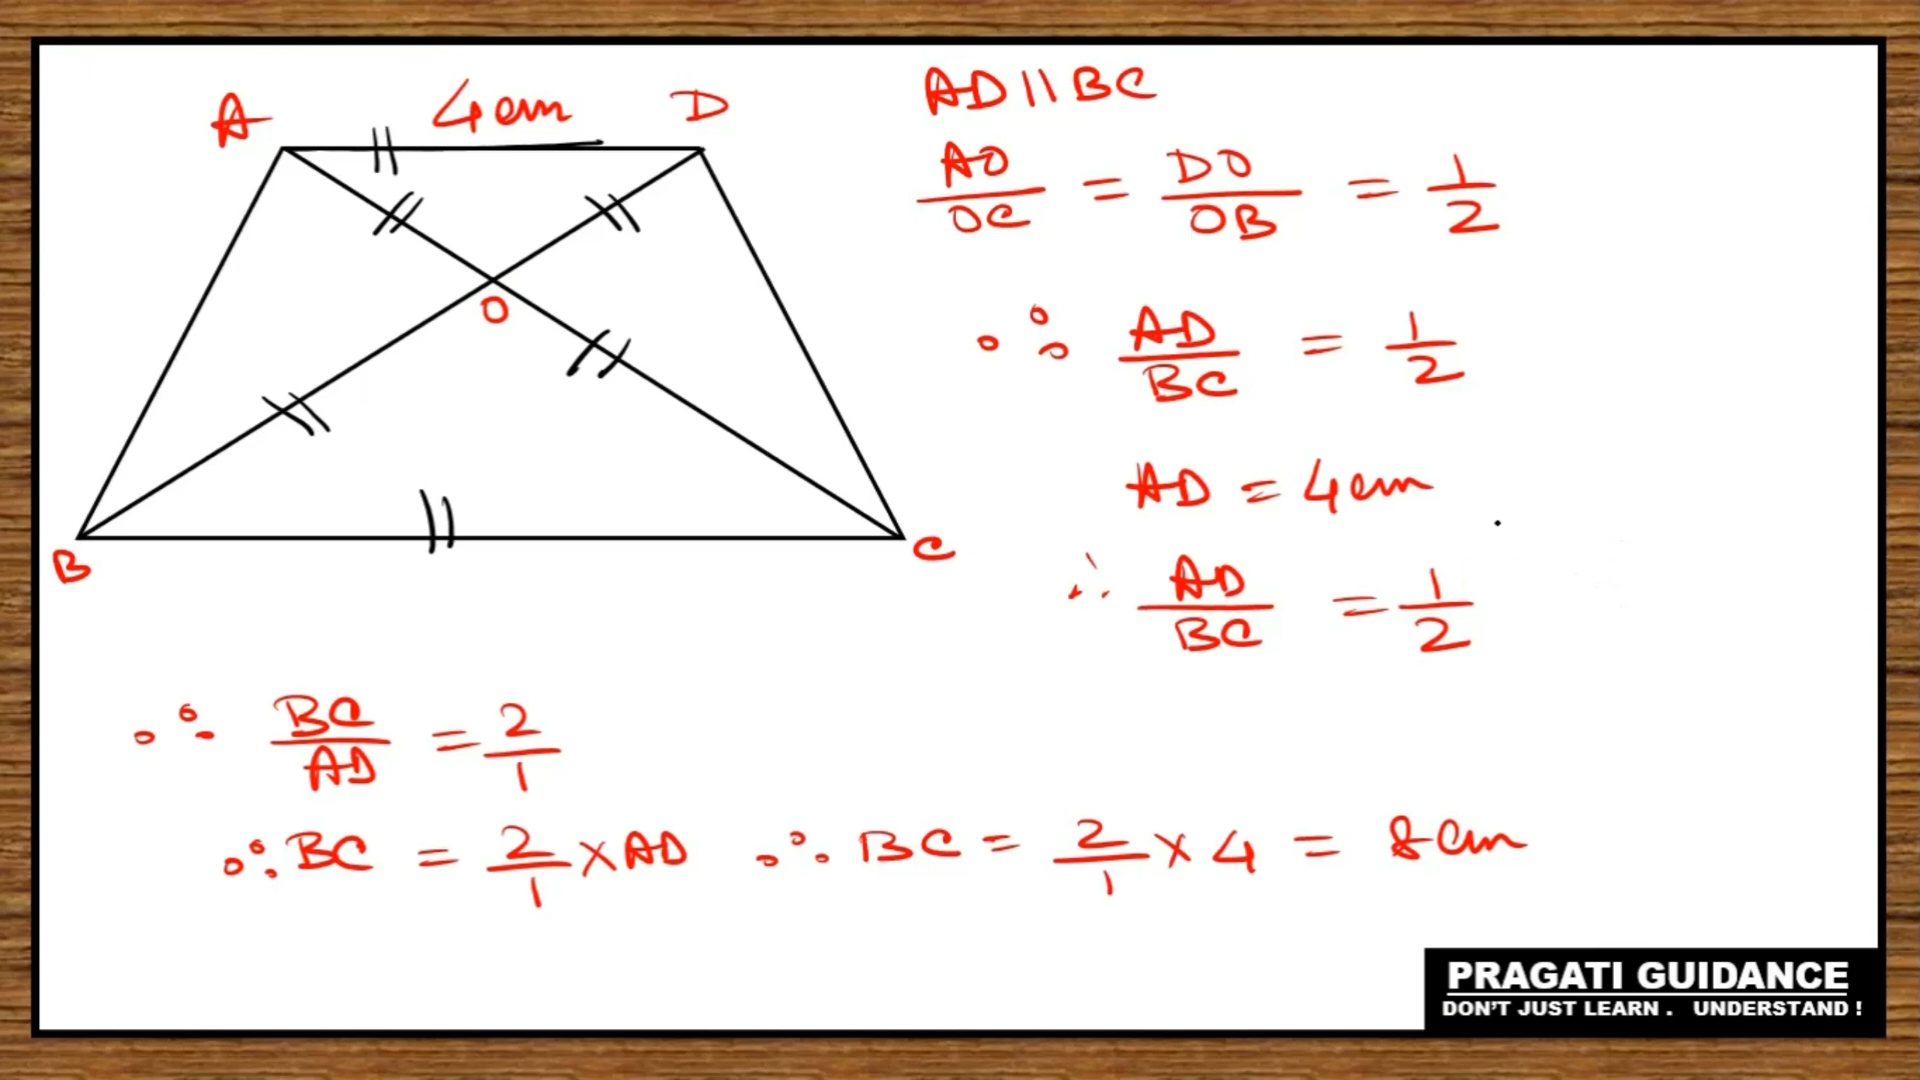 A 4cm D
O
B C
AD || BC
AO/OC = DO/OB = 1/2
∴ AD/BC = 1/2
AD = 4cm
∴ AD/BC = 1/2
∴ BC/AD = 2/1
∴ BC = 2/1 × AD ∴ BC = 2/1 × 4 = 8cm
PRAGATI GUIDANCE
DON'T JUST LEARN . UNDERSTAND !